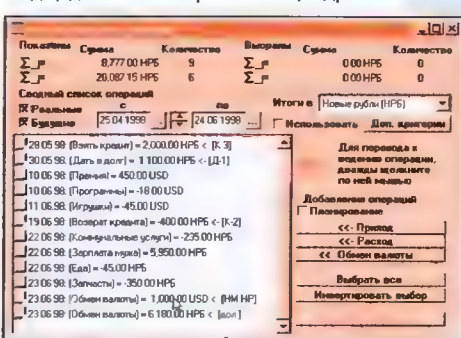 Показаны Сумма Количество Выбраны Сумма Количество
Σ_р 8,777.00 НРБ 9 Σ_р 0.00 НРБ 0
Σ_р 20,087.15 НРБ 6 Σ_р 0.00 НРБ 0
Сводный список операций
Реальные с по Итоги в Новые рубли (НРБ)
Будущие 25.04.1998 ... 24.06.1998 ... Использовать Доп. критерии
28.05.98: (Взять кредит) = 2,000.00 НРБ < [К 3]
30.05.98: (Дать в долг) = 1 100.00 НРБ <- [Д-1]
10.06.98: (Премия) = 450.00 USD
10.06.98: (Программы) = -18.00 USD
11.06.98: (Игрушки) = -45.00 USD
19.06.98: (Возврат кредита) = -400.00 НРБ <- [К-2]
22.06.98: (Коммунальные услуги) = -235.00 НРБ
22.06.98: (Зарплата мужа) = 5,950.00 НРБ
22.06.98: (Еда) = -45.00 НРБ
23.06.98: (Запчасти) = -350.00 НРБ
23.06.98: (Обмен валюты) = 1,000.00 USD < [НМ НР]
23.06.98: (Обмен валюты) = 6 180.00 НРБ < [дол]
Для перевода к
ведению операции,
дважды щелкните
по ней мышью
Добавления операций
Планирование
<<- Приход
<<- Расход
<< Обмен валюты
Выбрать все
Инвертировать выбор